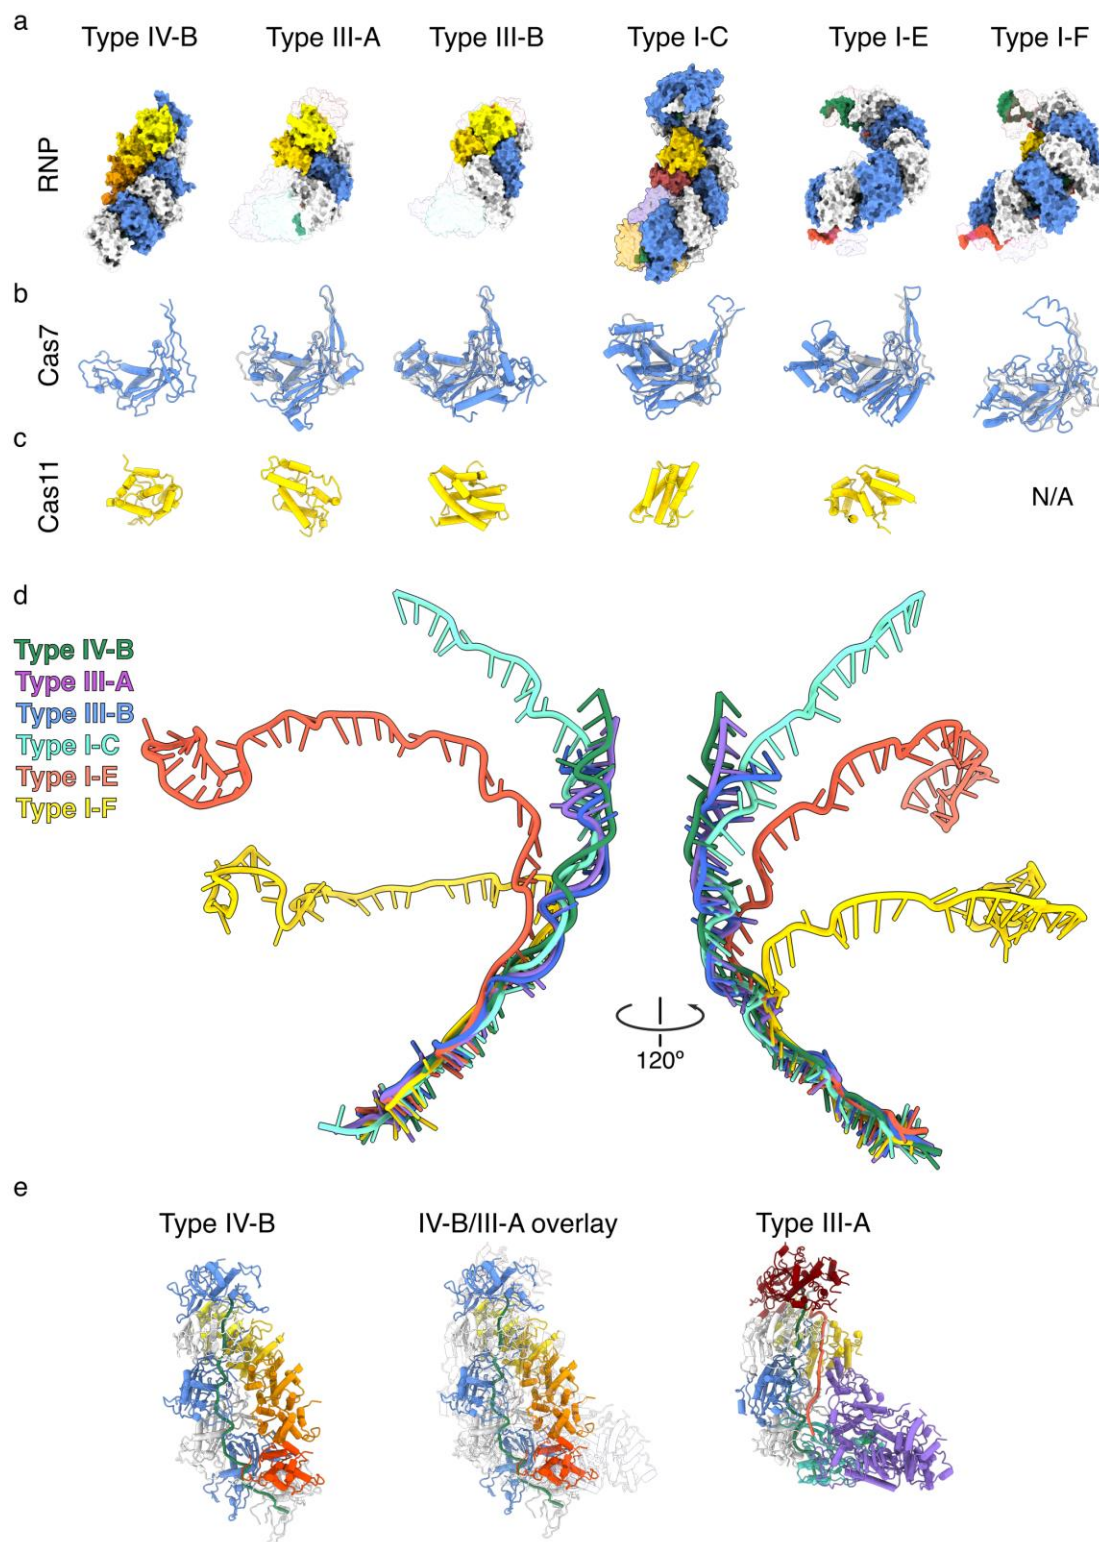 a
Type IV-B Type III-A Type III-B Type I-C Type I-E Type I-F
RNP
b
Cas7
c
Cas11
N/A
d
Type IV-B
Type III-A
Type III-B
Type I-C
Type I-E
Type I-F
120º
e
Type IV-B IV-B/III-A overlay Type III-A